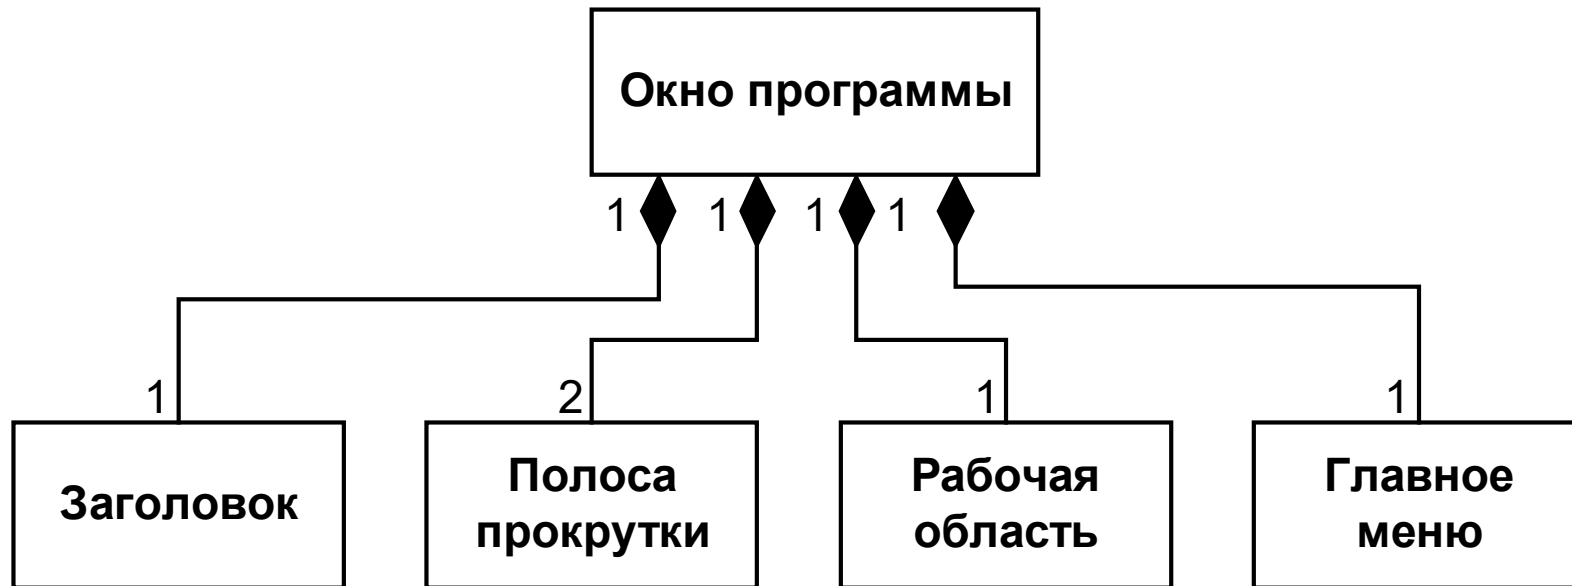 Окно программы
1 1 1 1
1 2 1 1
Заголовок
Полоса
прокрутки
Рабочая
область
Главное
меню